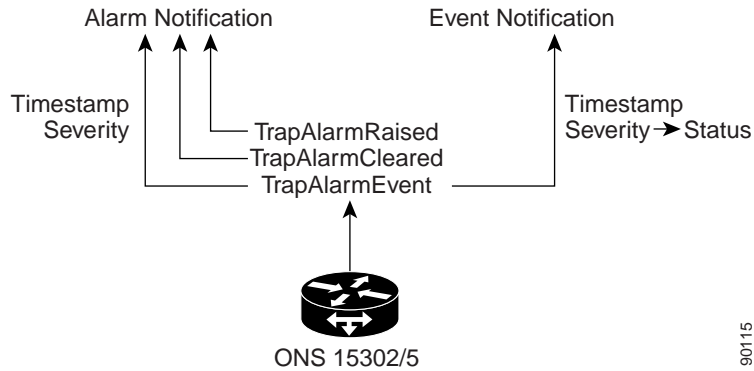 Alarm Notification
Event Notification
Timestamp
Severity
Timestamp
Severity Status
TrapAlarmRaised
TrapAlarmCleared
TrapAlarmEvent
ONS 15302/5
90115